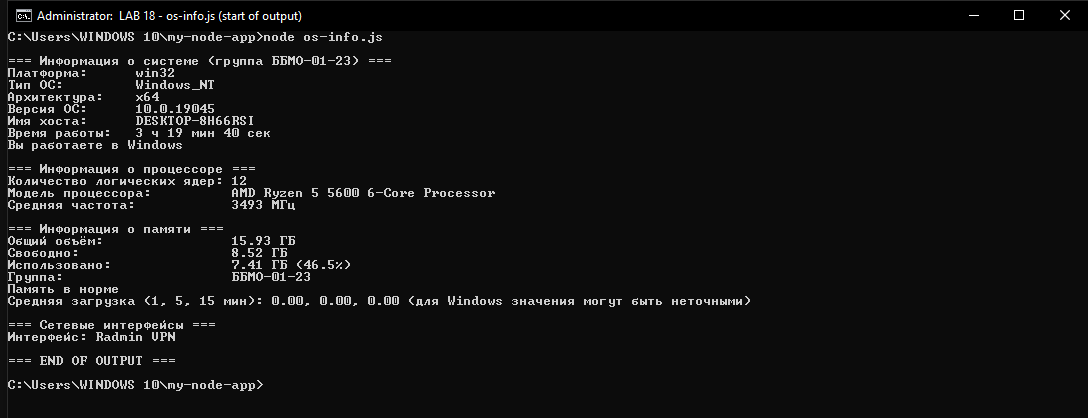 Administrator: LAB 18 - os-info.js (start of output)
C:\Users\WINDOWS 10\my-node-app>node os-info.js
=== Информация о системе (группа ББМО-01-23) ===
Платформа: win32
Тип ОС: Windows_NT
Архитектура: x64
Версия ОС: 10.0.19045
Имя хоста: DESKTOP-8H66RSI
Время работы: 3 ч 19 мин 40 сек
Вы работаете в Windows
=== Информация о процессоре ===
Количество логических ядер: 12
Модель процессора: AMD Ryzen 5 5600 6-Core Processor
Средняя частота: 3493 МГц
=== Информация о памяти ===
Общий объём: 15.93 ГБ
Свободно: 8.52 ГБ
Использовано: 7.41 ГБ (46.5%)
Группа: ББМО-01-23
Память в норме
Средняя загрузка (1, 5, 15 мин): 0.00, 0.00, 0.00 (для Windows значения могут быть неточными)
=== Сетевые интерфейсы ===
Интерфейс: Radmin VPN
=== END OF OUTPUT ===
C:\Users\WINDOWS 10\my-node-app>